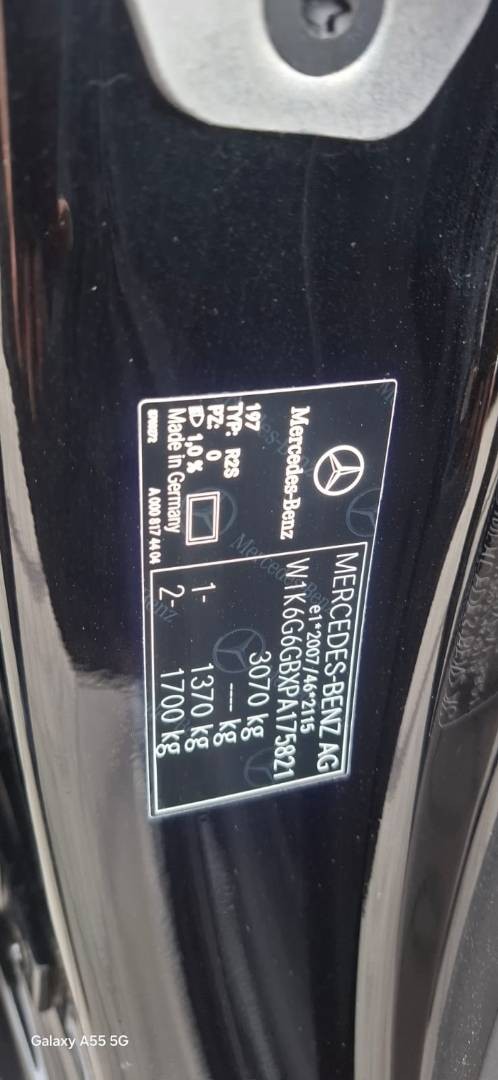 MERCEDES-BENZ AG
e1*2007/46*2115
W1K6G6GBXPA175821
3070 kg
---- kg
1- 1370 kg
2- 1700 kg
Mercedes-Benz
197
TYP: R2S
PZ: 0
1,0 %
Made in Germany
A 000 817 44 04
Galaxy A55 5G